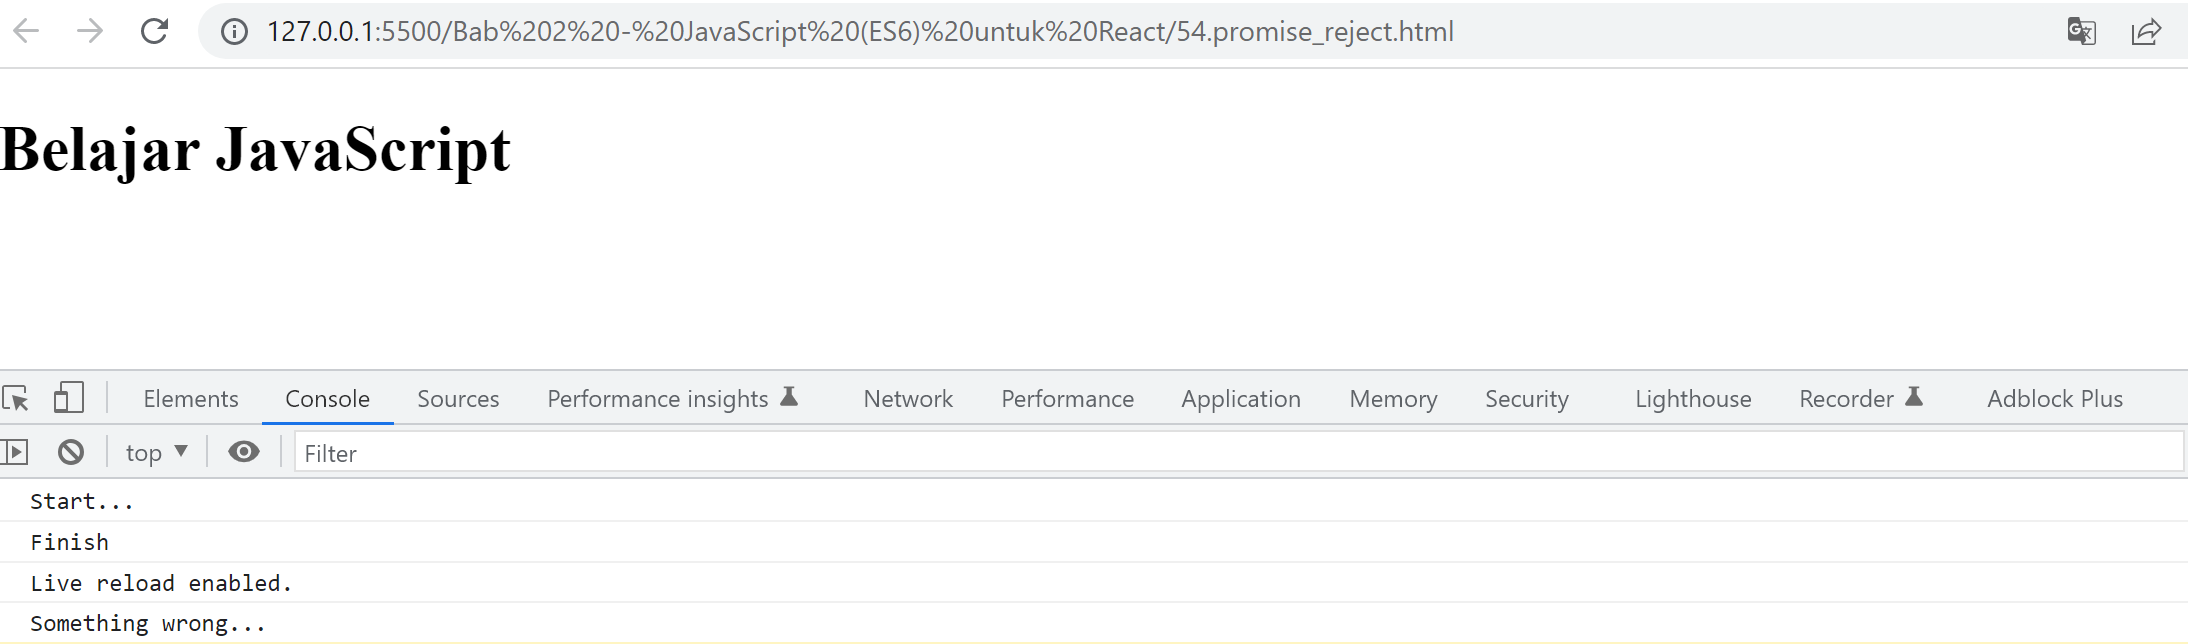 127.0.0.1:5500/Bab%202%20-%20JavaScript%20(ES6)%20untuk%20React/54.promise_reject.html
Belajar JavaScript
Elements Console Sources Performance insights Network Performance Application Memory Security Lighthouse Recorder Adblock Plus
top Filter
Start...
Finish
Live reload enabled.
Something wrong...